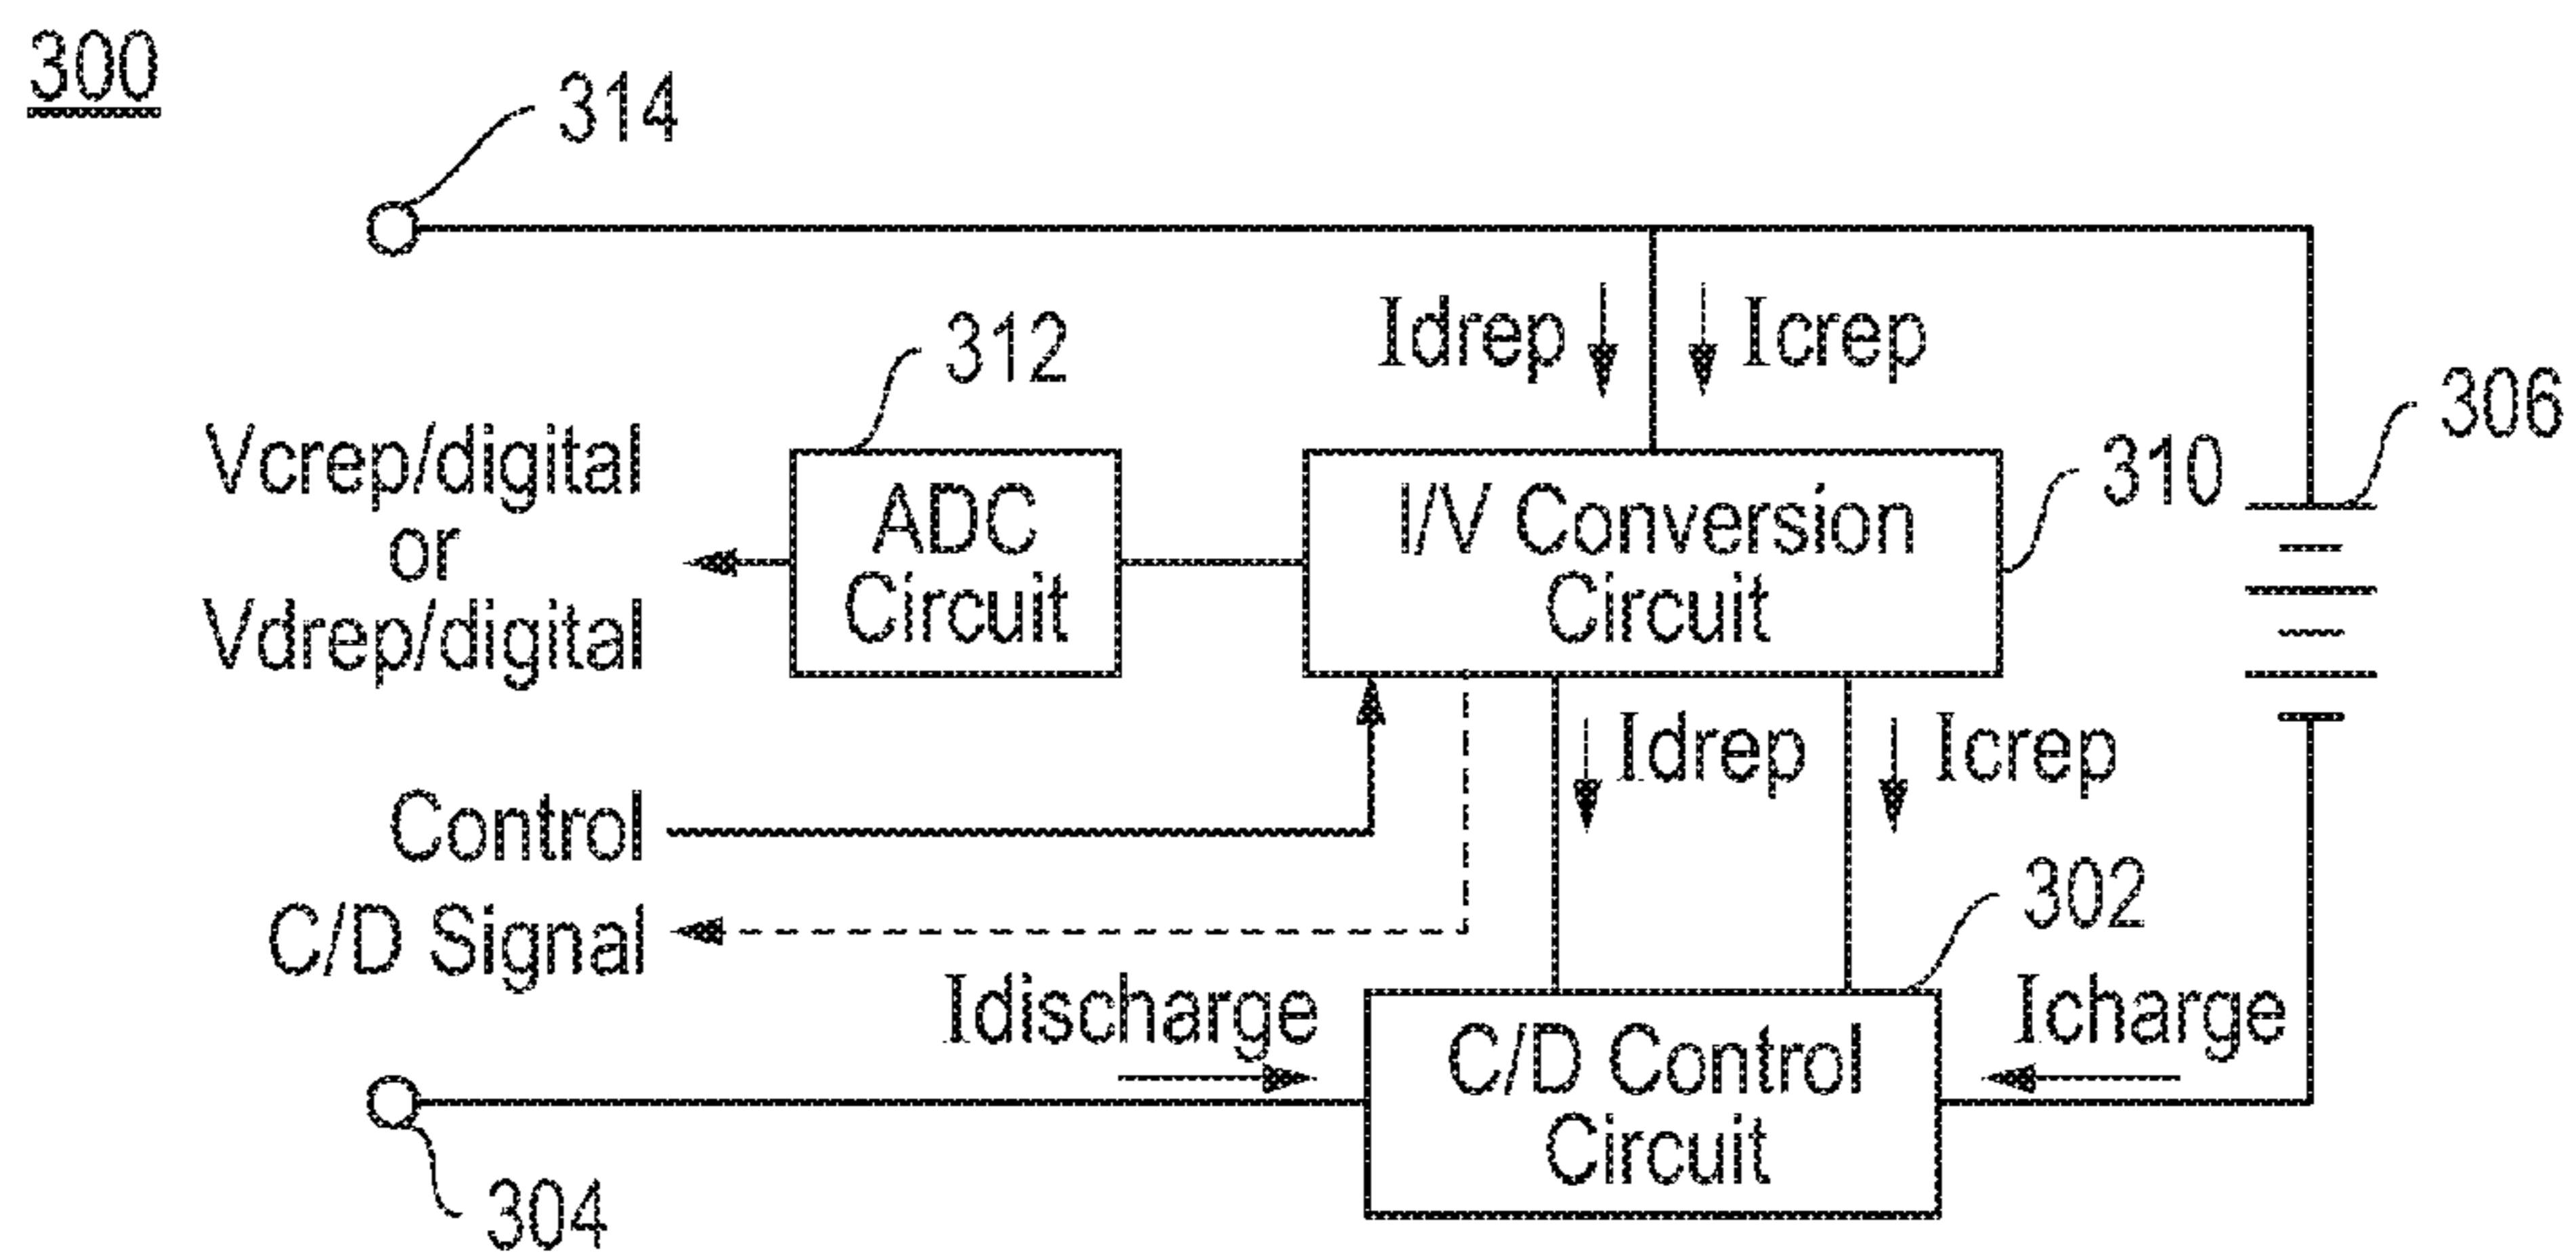 300
314
Idrep
Icrep
312
306
Vcrep/digital
or
Vdrep/digital
ADC
Circuit
I/V Conversion
Circuit
310
Idrep
Icrep
Control
C/D Signal
302
Idischarge
Icharge
C/D Control
Circuit
304